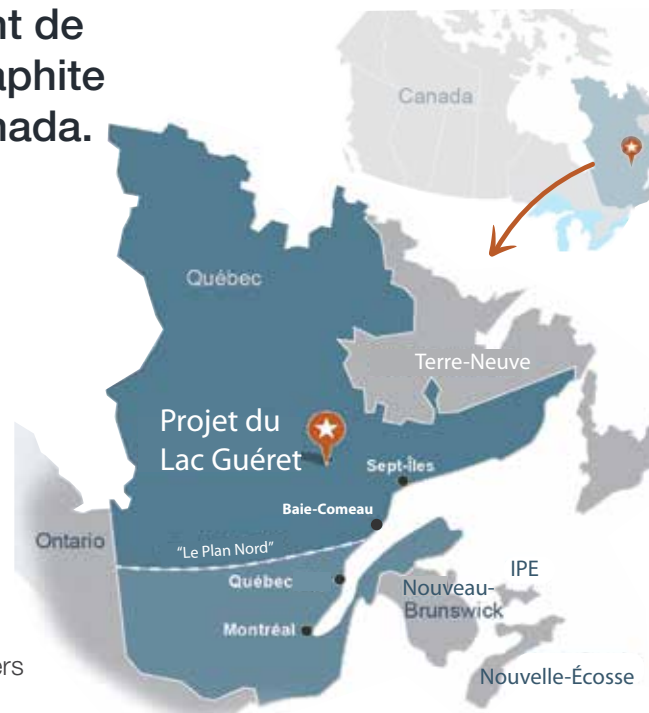 nt de
aphite
nada.
Canada
Québec
Terre-Neuve
Projet du
Lac Guéret
Sept-Îles
Baie-Comeau
Ontario
"Le Plan Nord"
Québec
IPE
Nouveau-
Brunswick
Montréal
ers
Nouvelle-Écosse